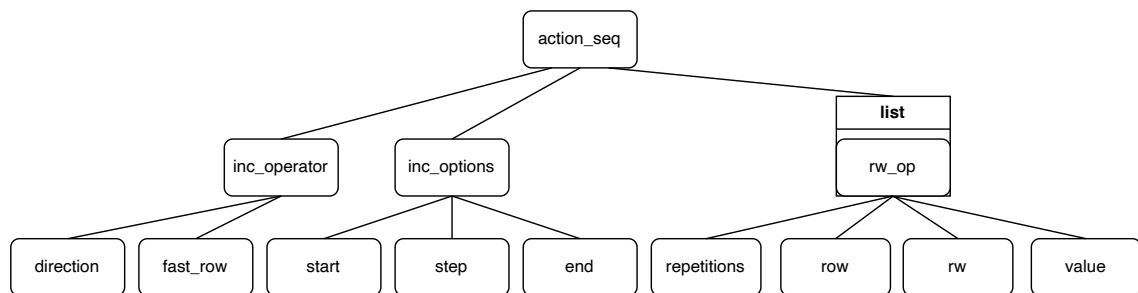 action_seq
list
inc_operator
inc_options
rw_op
direction
fast_row
start
step
end
repetitions
row
rw
value